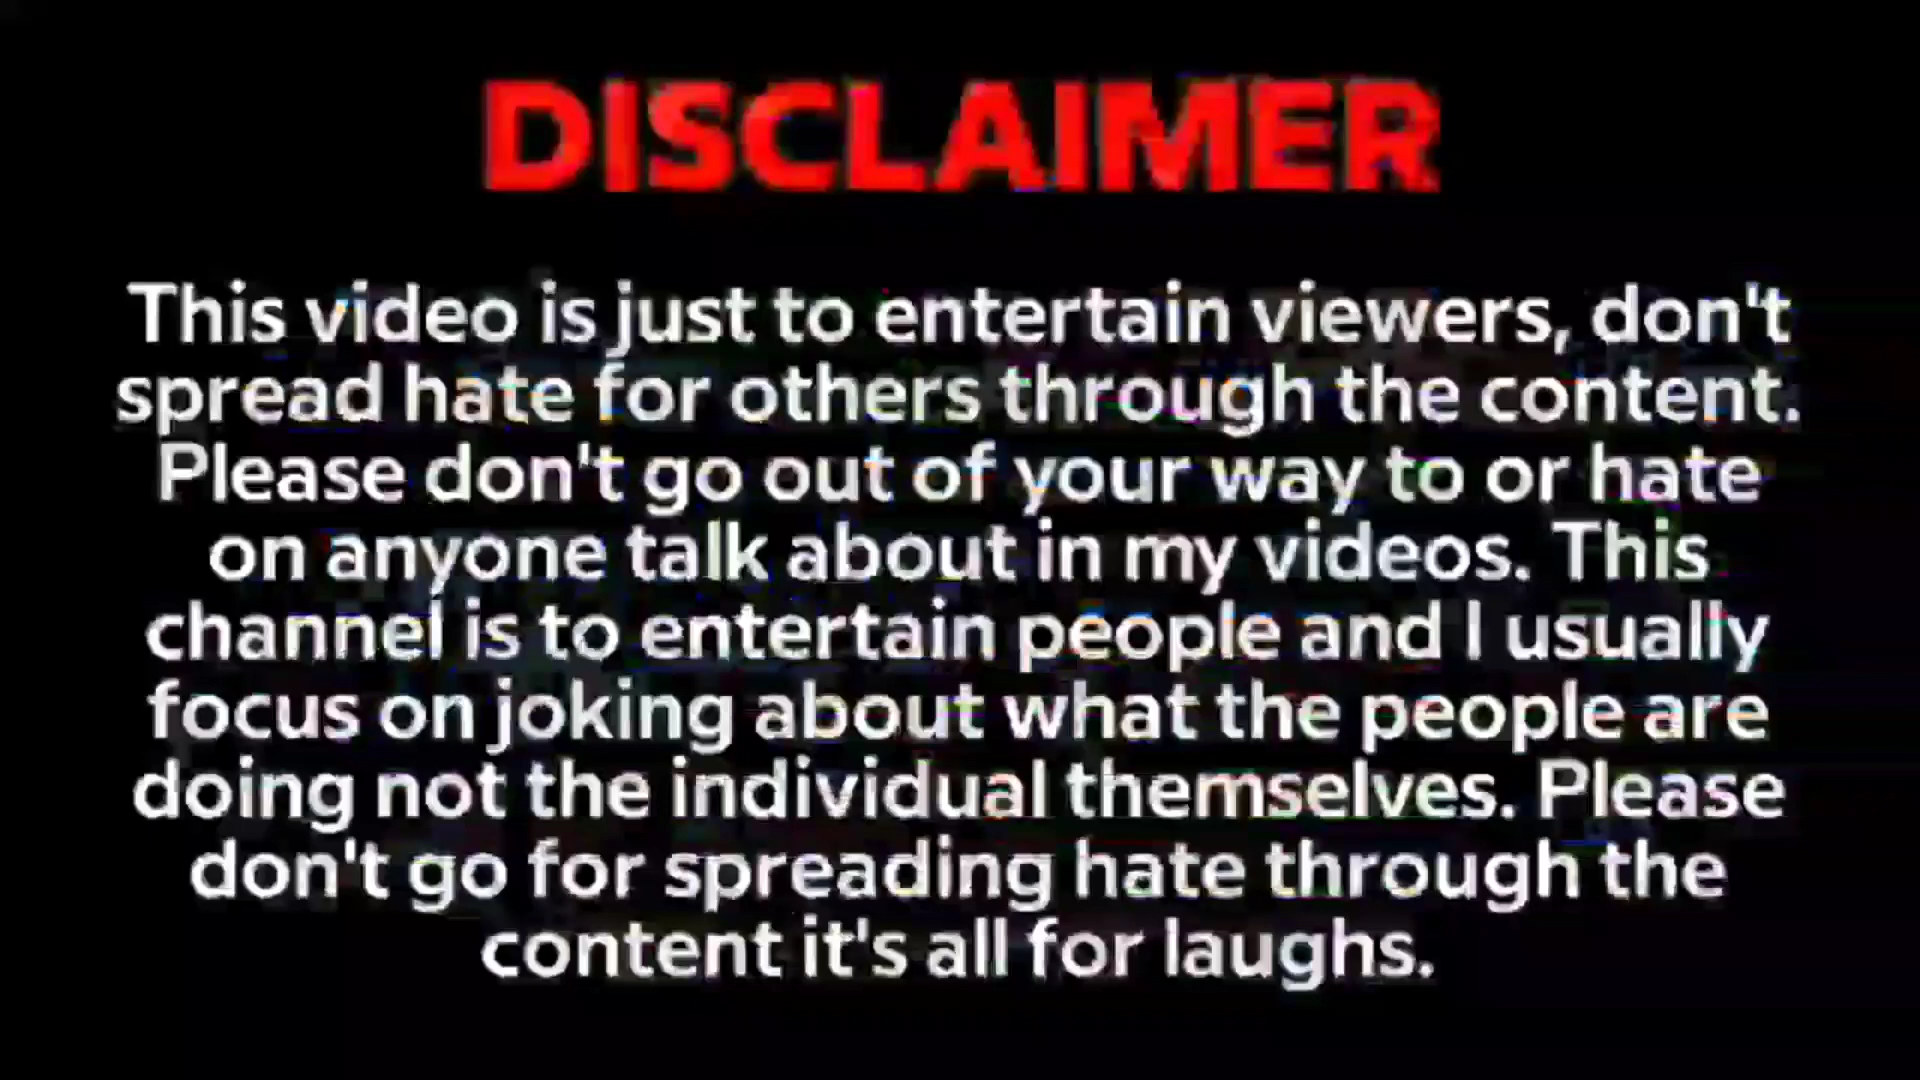 DISCLAIMER
This video is just to entertain viewers, don't
spread hate for others through the content.
Please don't go out of your way to or hate
on anyone talk about in my videos. This
channel is to entertain people and I usually
focus on joking about what the people are
doing not the individual themselves. Please
don't go for spreading hate through the
content it's all for laughs.